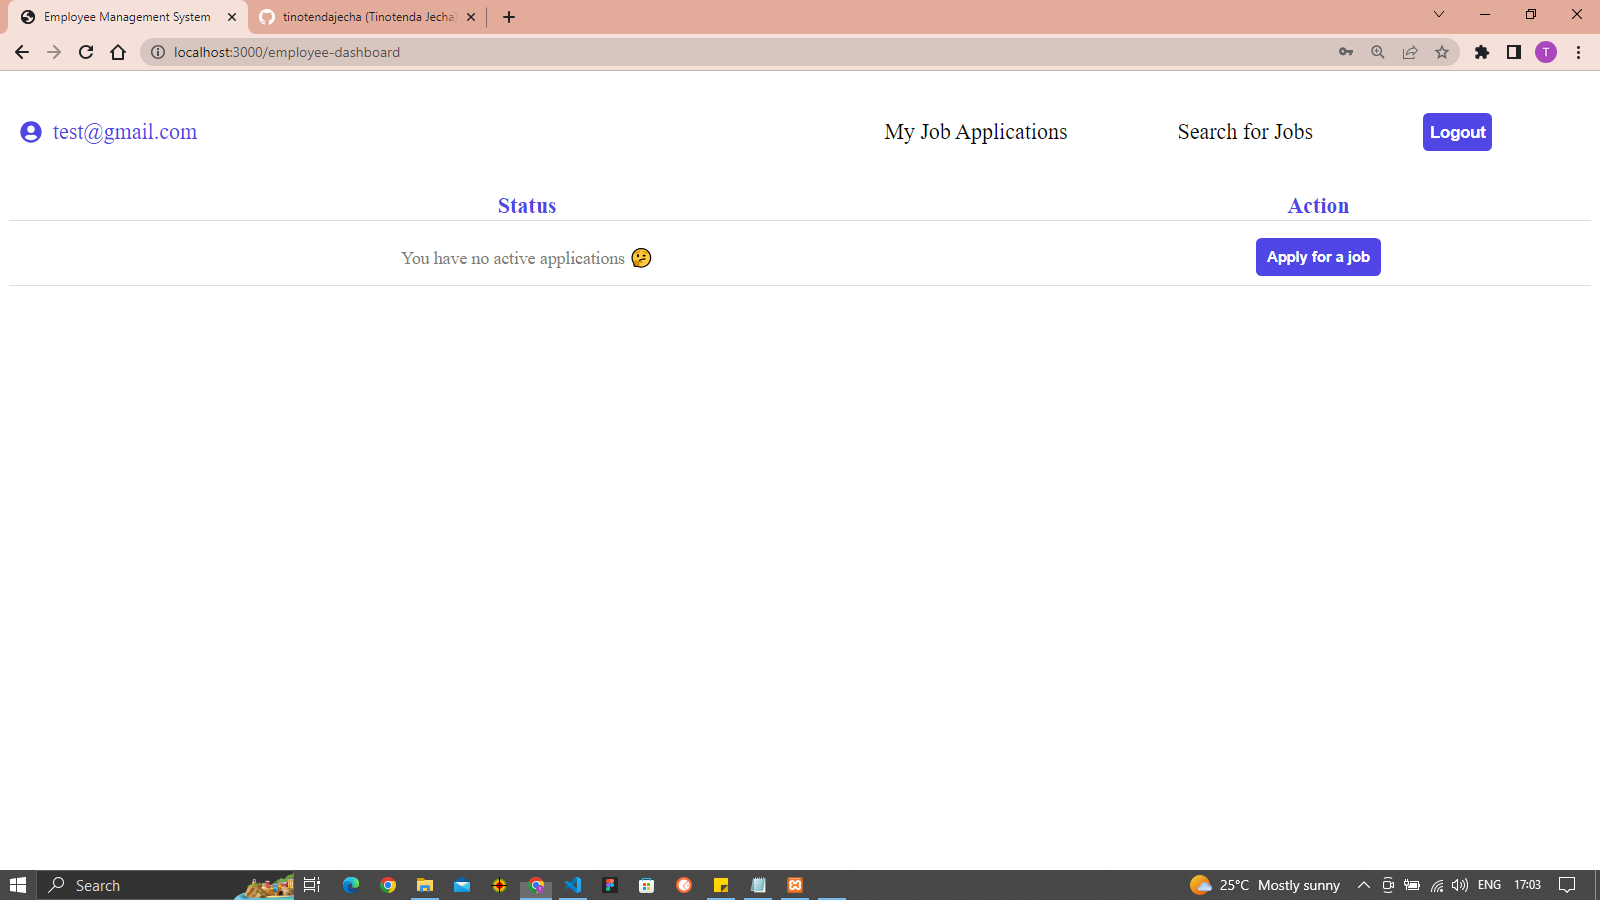 Employee Management System
tinotendajecha (Tinotenda Jecha)
localhost:3000/employee-dashboard
T
test@gmail.com
My Job Applications
Search for Jobs
Logout
Status
Action
You have no active applications 🤔
Apply for a job
Search
25°C Mostly sunny
ENG
17:03